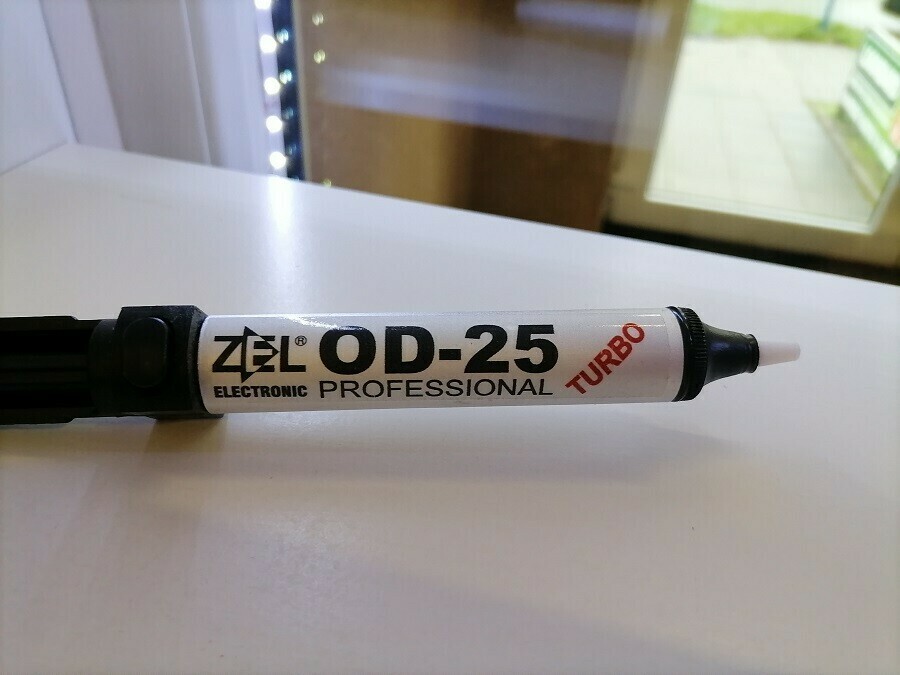 ZEL® OD-25 TURBO
ELECTRONIC PROFESSIONAL